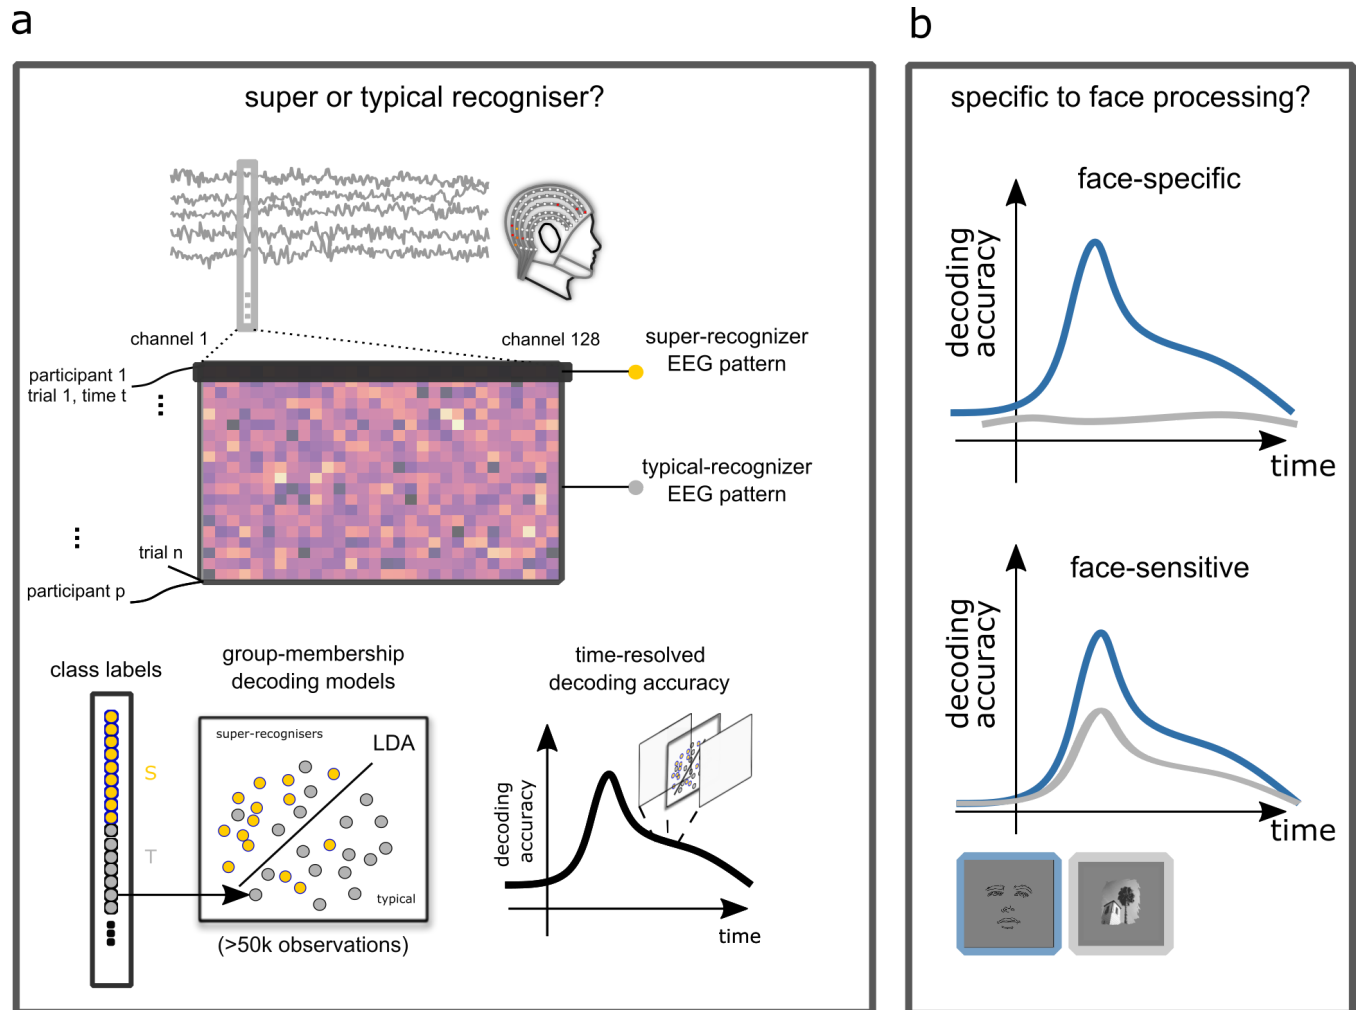 a
super or typical recogniser?
channel 1
channel 128
participant 1
trial 1, time t
super-recognizer
EEG pattern
typical-recognizer
EEG pattern
trial n
participant p
class labels
S
T
group-membership
decoding models
super-recognisers
LDA
typical
(>50k observations)
time-resolved
decoding accuracy
decoding
accuracy
time
b
specific to face processing?
face-specific
decoding
accuracy
time
face-sensitive
decoding
accuracy
time